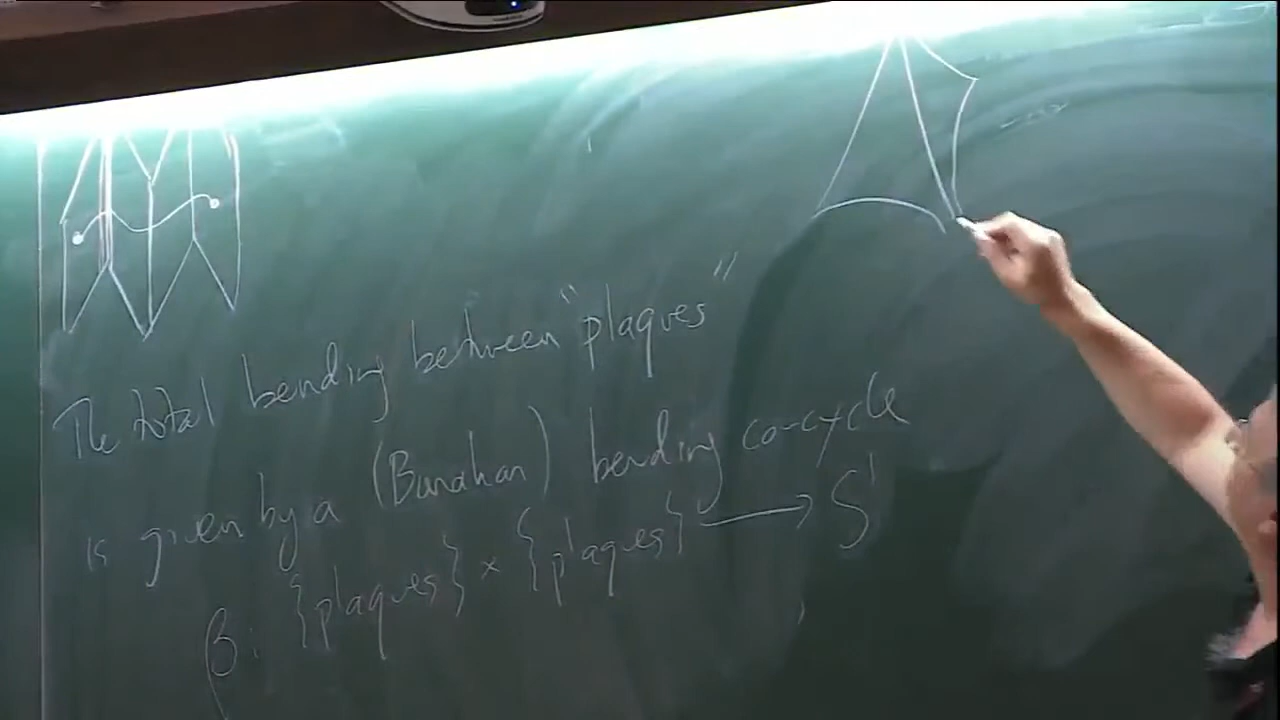 The total bending between "plaques"
is given by a (Bonahon) bending co-cycle
β: {plaques} × {plaques} ⟶ S¹